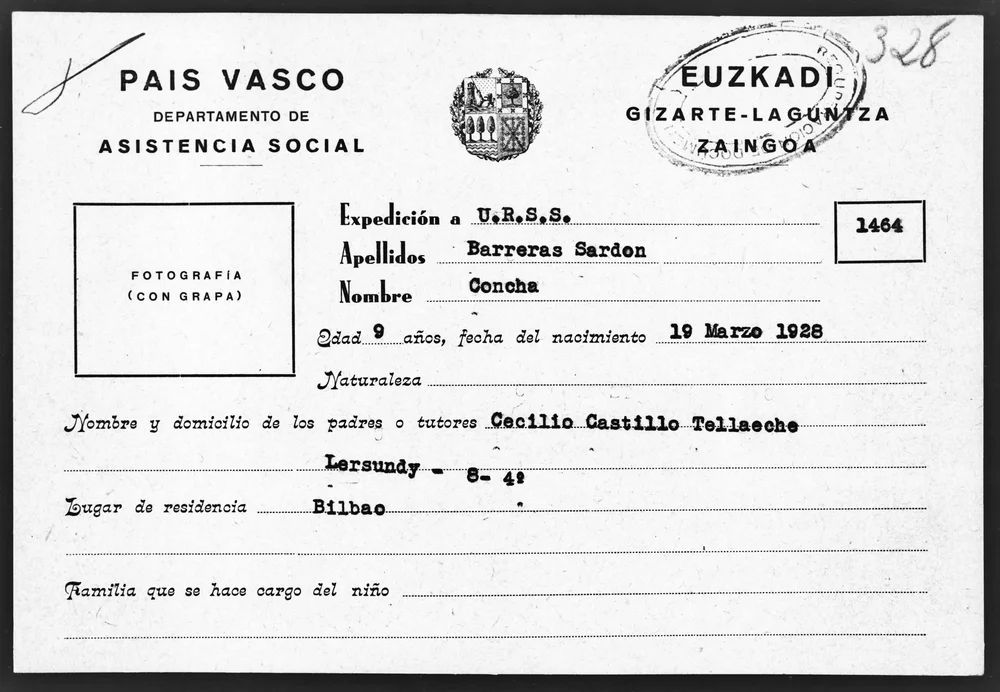 328
PAIS VASCO
DEPARTAMENTO DE
ASISTENCIA SOCIAL
EUZKADI
GIZARTE-LAGUNTZA
ZAINGOA
FOTOGRAFÍA
(CON GRAPA)
Expedición a U.R.S.S.
1464
Apellidos Barreras Sardon
Nombre Concha
Edad 9 años, fecha del nacimiento 19 Marzo 1928
Naturaleza
Nombre y domicilio de los padres o tutores Cecilio Castillo Tellaeche
Lersundy - 8- 4º
Lugar de residencia Bilbao
Familia que se hace cargo del niño